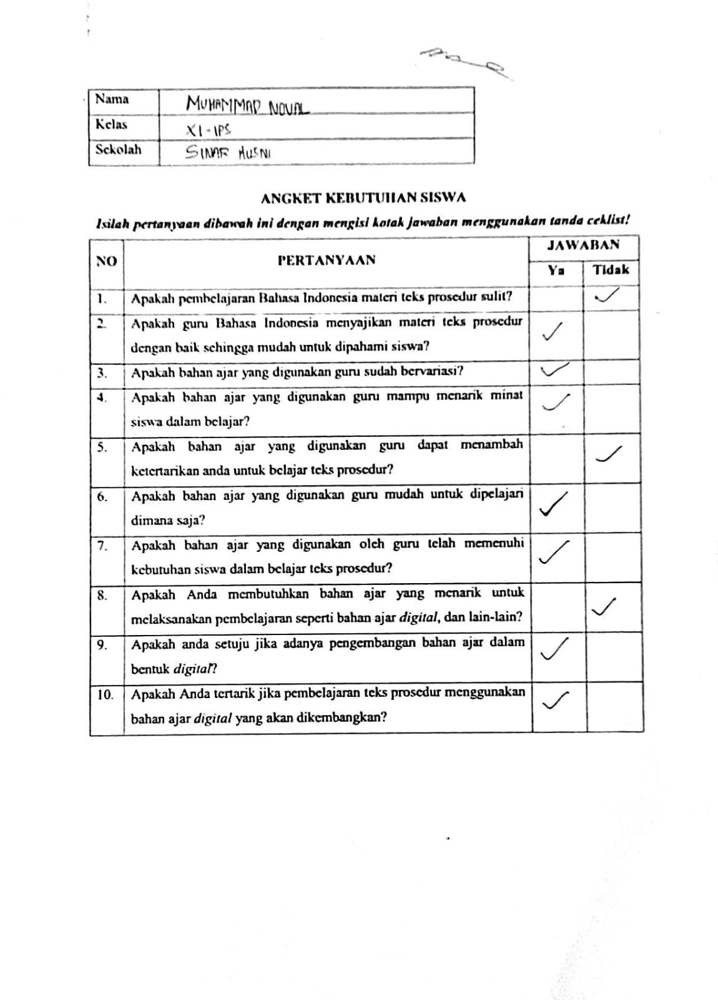 Nama MUHAMMAD NOVAL
Kelas XI-IPS
Sekolah SINAR HUSNI
ANGKET KEBUTUHAN SISWA
Isilah pertanyaan dibawah ini dengan mengisi kotak jawaban menggunakan tanda ceklist!
NO PERTANYAAN JAWABAN
Ya Tidak
1. Apakah pembelajaran Bahasa Indonesia materi teks prosedur sulit? ✓
2. Apakah guru Bahasa Indonesia menyajikan materi teks prosedur ✓
dengan baik sehingga mudah untuk dipahami siswa?
3. Apakah bahan ajar yang digunakan guru sudah bervariasi? ✓
4. Apakah bahan ajar yang digunakan guru mampu menarik minat ✓
siswa dalam belajar?
5. Apakah bahan ajar yang digunakan guru dapat menambah ✓
ketertarikan anda untuk belajar teks prosedur?
6. Apakah bahan ajar yang digunakan guru mudah untuk dipelajari ✓
dimana saja?
7. Apakah bahan ajar yang digunakan oleh guru telah memenuhi ✓
kebutuhan siswa dalam belajar teks prosedur?
8. Apakah Anda membutuhkan bahan ajar yang menarik untuk ✓
melaksanakan pembelajaran seperti bahan ajar digital, dan lain-lain?
9. Apakah anda setuju jika adanya pengembangan bahan ajar dalam ✓
bentuk digital?
10. Apakah Anda tertarik jika pembelajaran teks prosedur menggunakan ✓
bahan ajar digital yang akan dikembangkan?